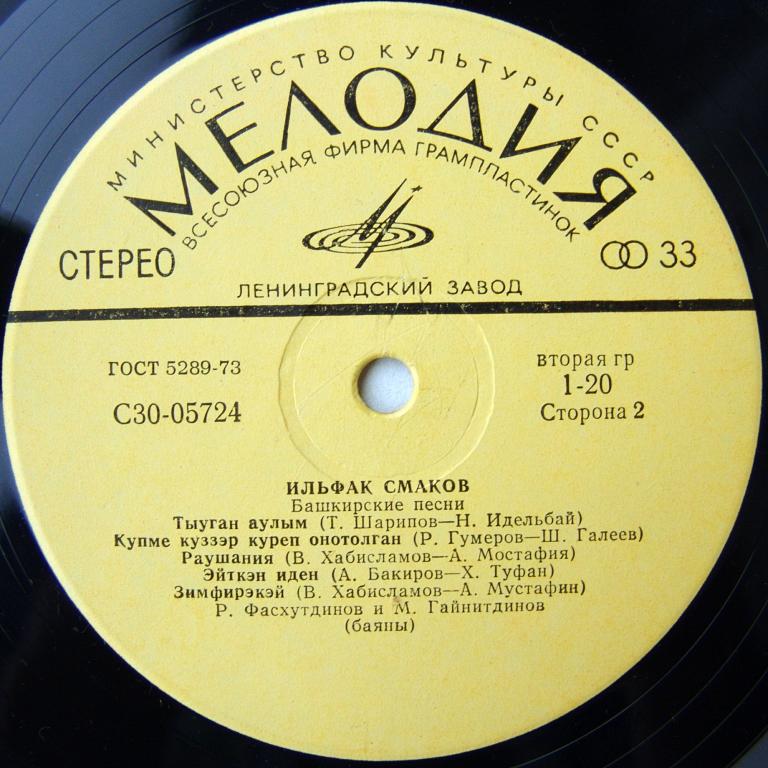 МИНИСТЕРСТВО КУЛЬТУРЫ СССР
МЕЛОДИЯ
ВСЕСОЮЗНАЯ ФИРМА ГРАМПЛАСТИНОК
СТЕРЕО
33
ЛЕНИНГРАДСКИЙ ЗАВОД
ГОСТ 5289-73
С30-05724
вторая гр
1-20
Сторона 2
ИЛЬФАК СМАКОВ
Башкирские песни
Тыуган аулым (Т. Шарипов—Н. Идельбай)
Купме куззэр куреп онотолган (Р. Гумеров—Ш. Галеев)
Раушания (В. Хабисламов—А. Мостафия)
Эйткэн иден (А. Бакиров—Х. Туфан)
Зимфирэкэй (В. Хабисламов—А. Мустафин)
Р. Фасхутдинов и М. Гайнитдинов
(баяны)